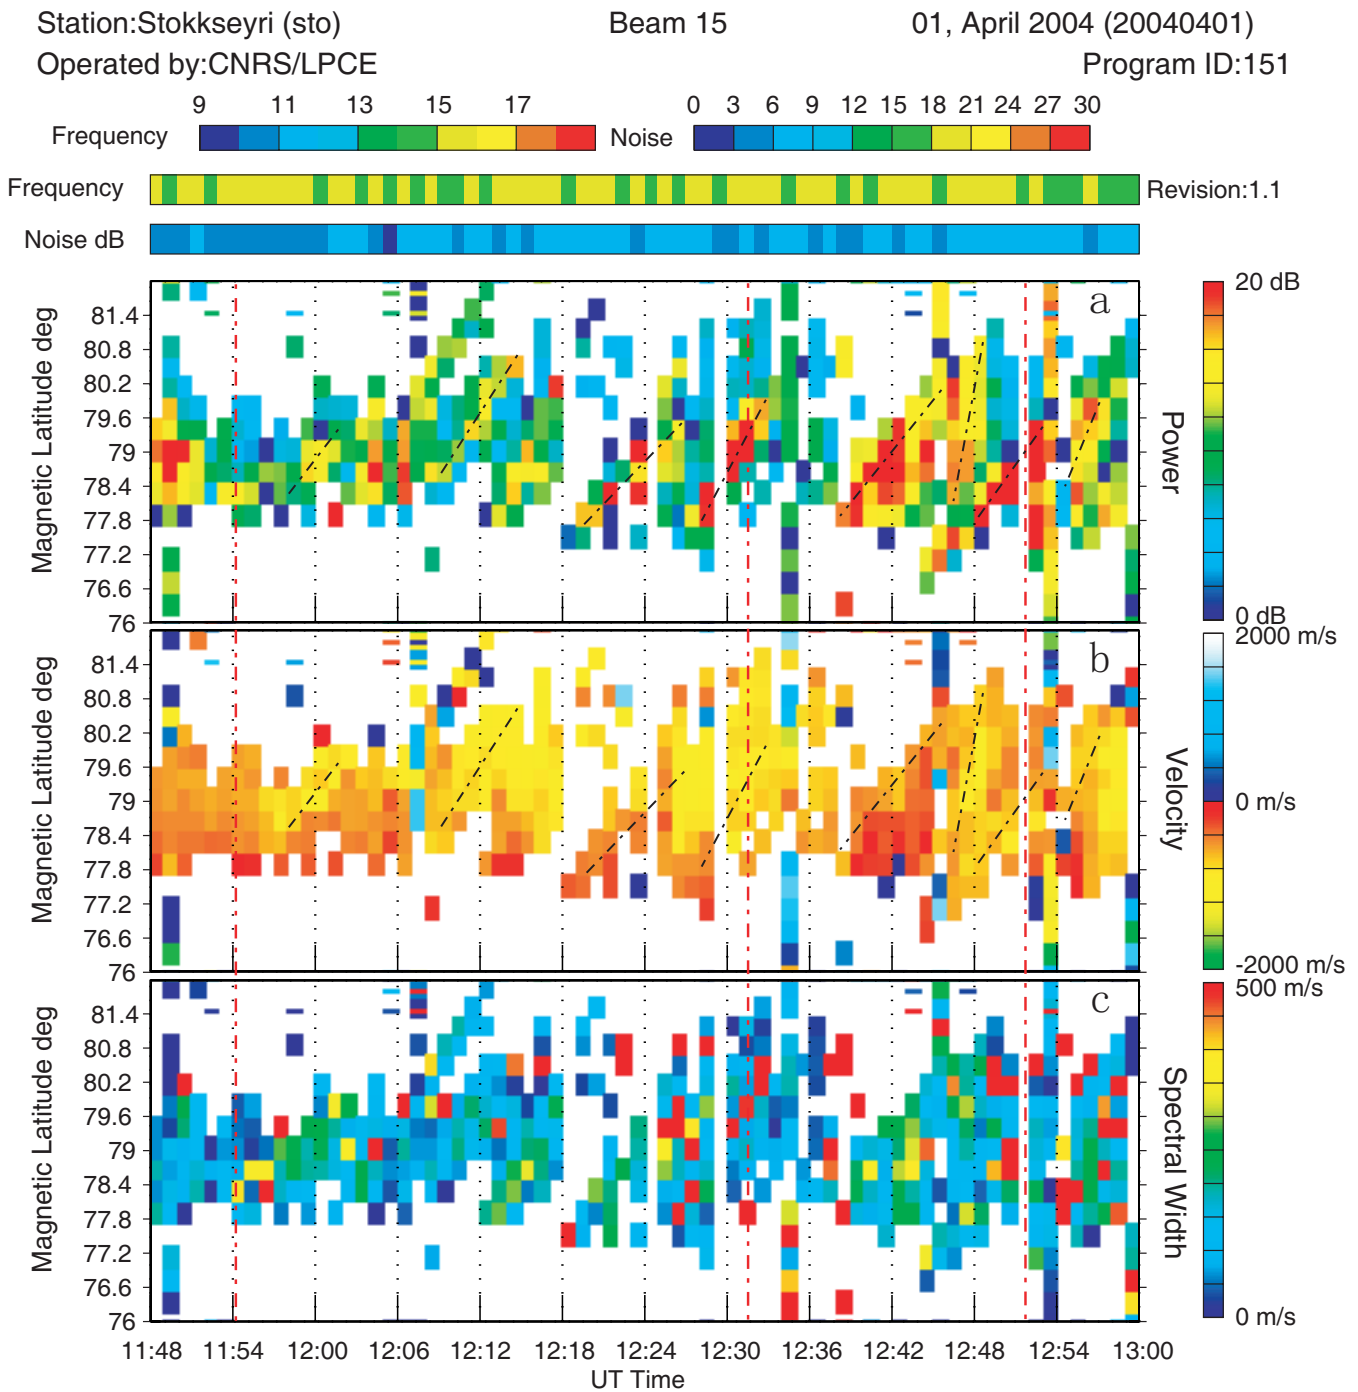 Station:Stokkseyri (sto) Beam 15 01, April 2004 (20040401)
Operated by:CNRS/LPCE Program ID:151
9 11 13 15 17 0 3 6 9 12 15 18 21 24 27 30
Frequency Noise
Frequency Revision:1.1
Noise dB
a
20 dB
81.4
80.8
80.2
79.6
79
78.4
77.8
77.2
76.6
76
Magnetic Latitude deg
Power
0 dB
b
2000 m/s
81.4
80.8
80.2
79.6
79
78.4
77.8
77.2
76.6
76
Magnetic Latitude deg
Velocity
0 m/s
-2000 m/s
c
500 m/s
81.4
80.8
80.2
79.6
79
78.4
77.8
77.2
76.6
76
Magnetic Latitude deg
Spectral Width
0 m/s
11:48 11:54 12:00 12:06 12:12 12:18 12:24 12:30 12:36 12:42 12:48 12:54 13:00
UT Time